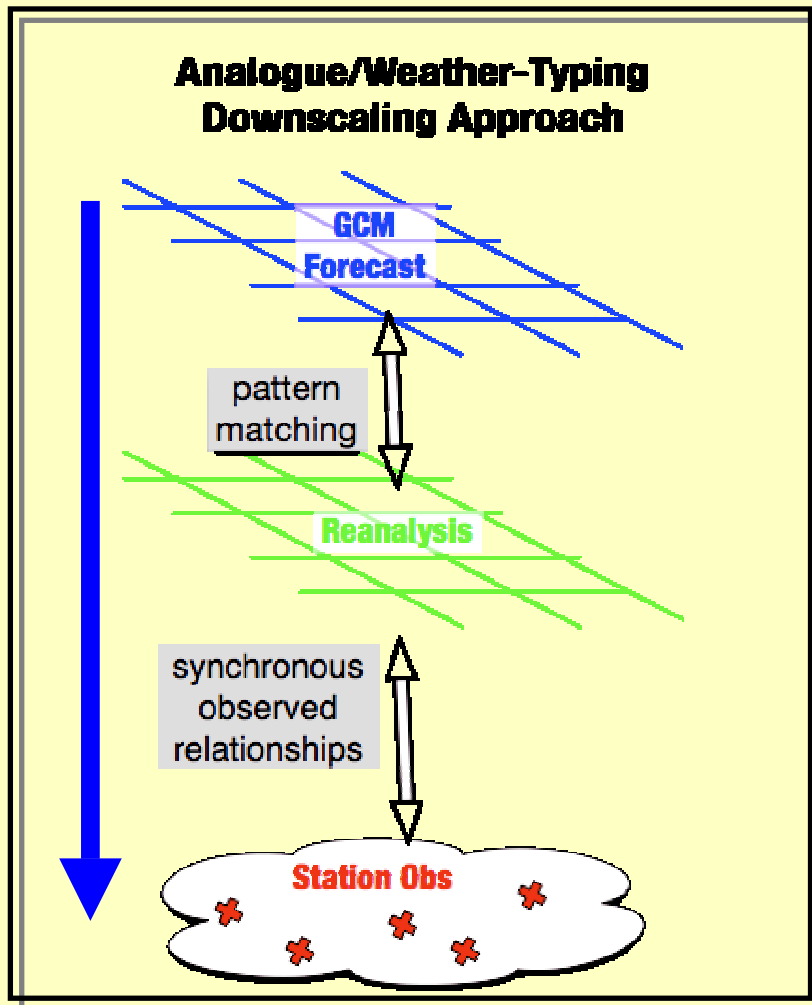 Analogue/Weather-Typing
Downscaling Approach
GCM
Forecast
pattern
matching
Reanalysis
synchronous
observed
relationships
Station Obs